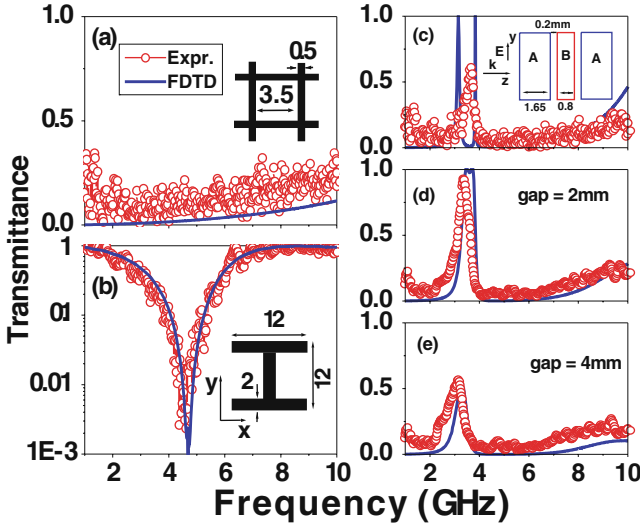 (a)
Expr.
FDTD
0.5
3.5
1.0
0.5
0.0
(b)
1
01
0.01
1E-3
12
12
2
y
x
2
4
6
8
10
Transmittance
(c)
0.2mm
y
E
k
z
A
B
A
1.65
0.8
1.0
0.5
0.0
(d)
gap = 2mm
1.0
0.5
0.0
(e)
gap = 4mm
1.0
0.5
0.0
2
4
6
8
10
Frequency (GHz)